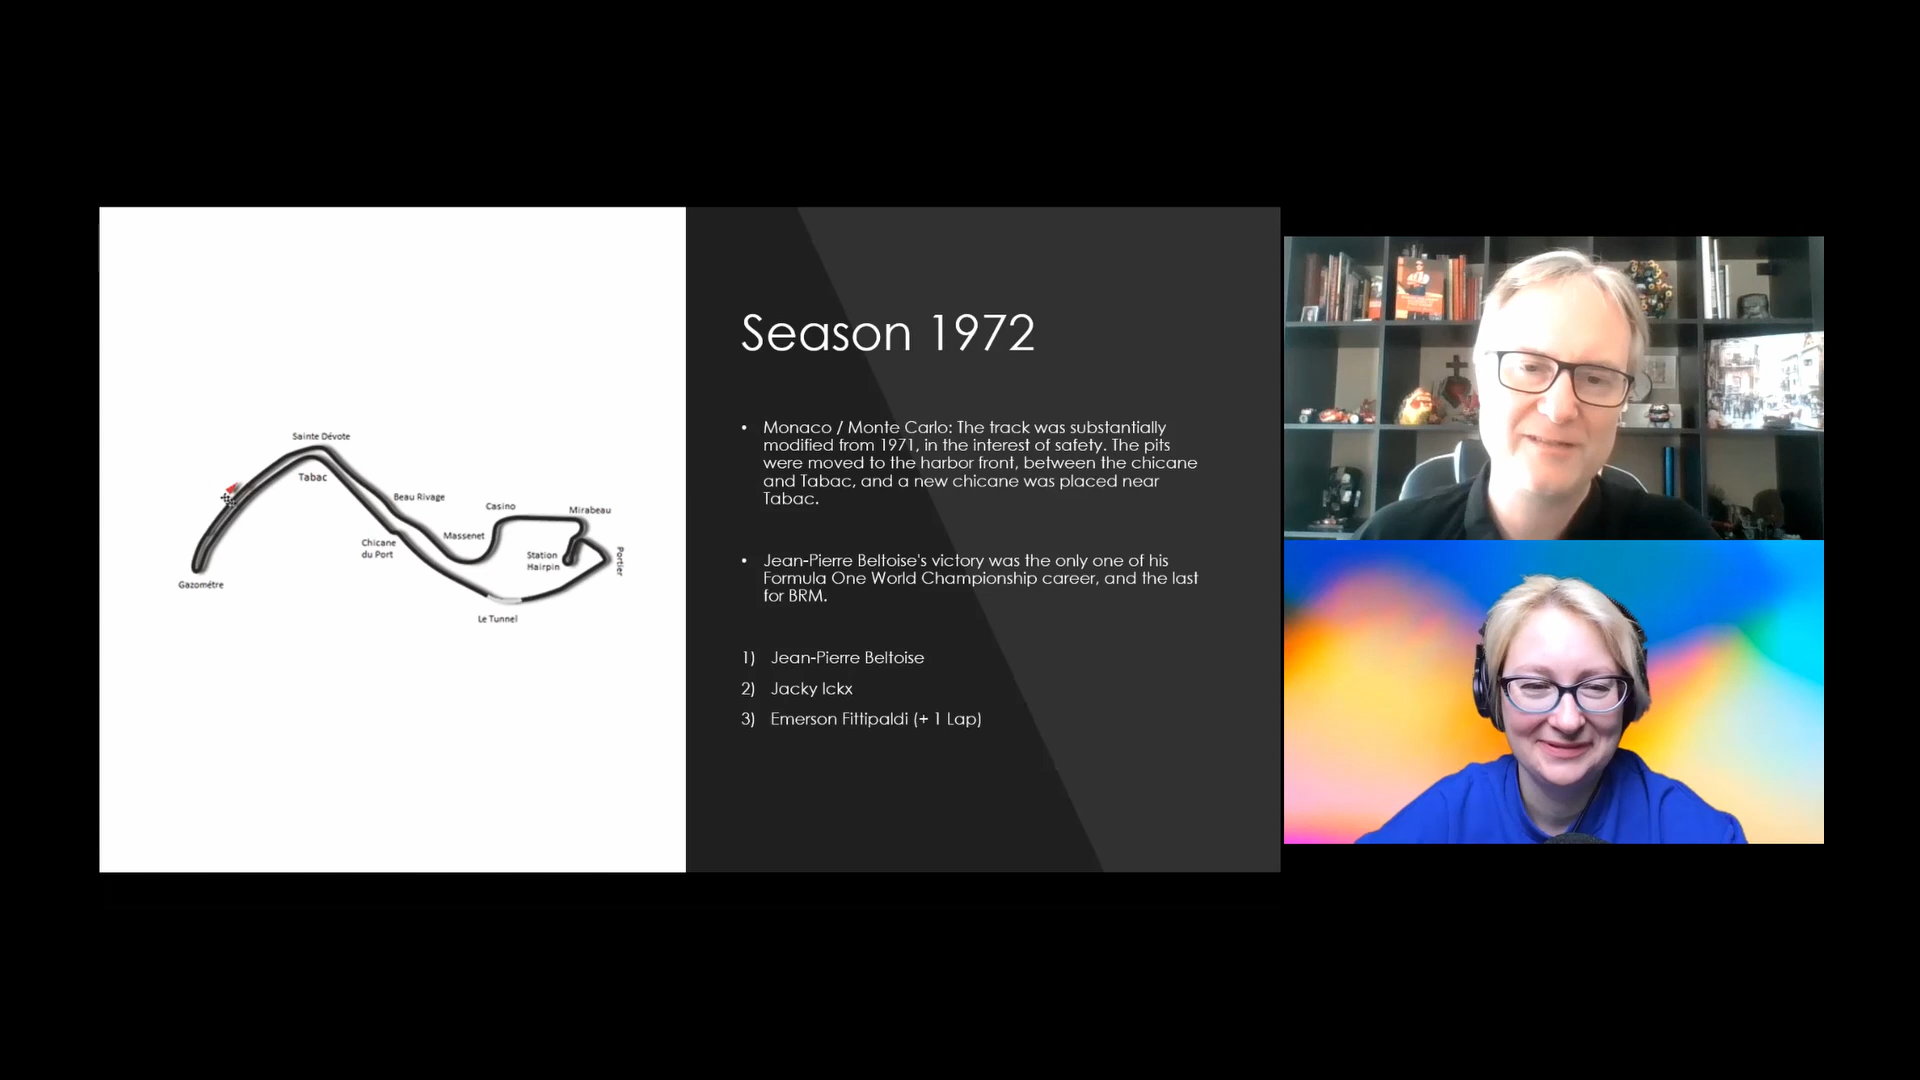 Sainte Dévote
Tabac
Beau Rivage
Casino
Mirabeau
Massenet
Chicane
du Port
Station
Hairpin
Portier
Gazométre
Le Tunnel
Season 1972
• Monaco / Monte Carlo: The track was substantially
modified from 1971, in the interest of safety. The pits
were moved to the harbor front, between the chicane
and Tabac, and a new chicane was placed near
Tabac.
• Jean-Pierre Beltoise's victory was the only one of his
Formula One World Championship career, and the last
for BRM.
1) Jean-Pierre Beltoise
2) Jacky Ickx
3) Emerson Fittipaldi (+ 1 Lap)